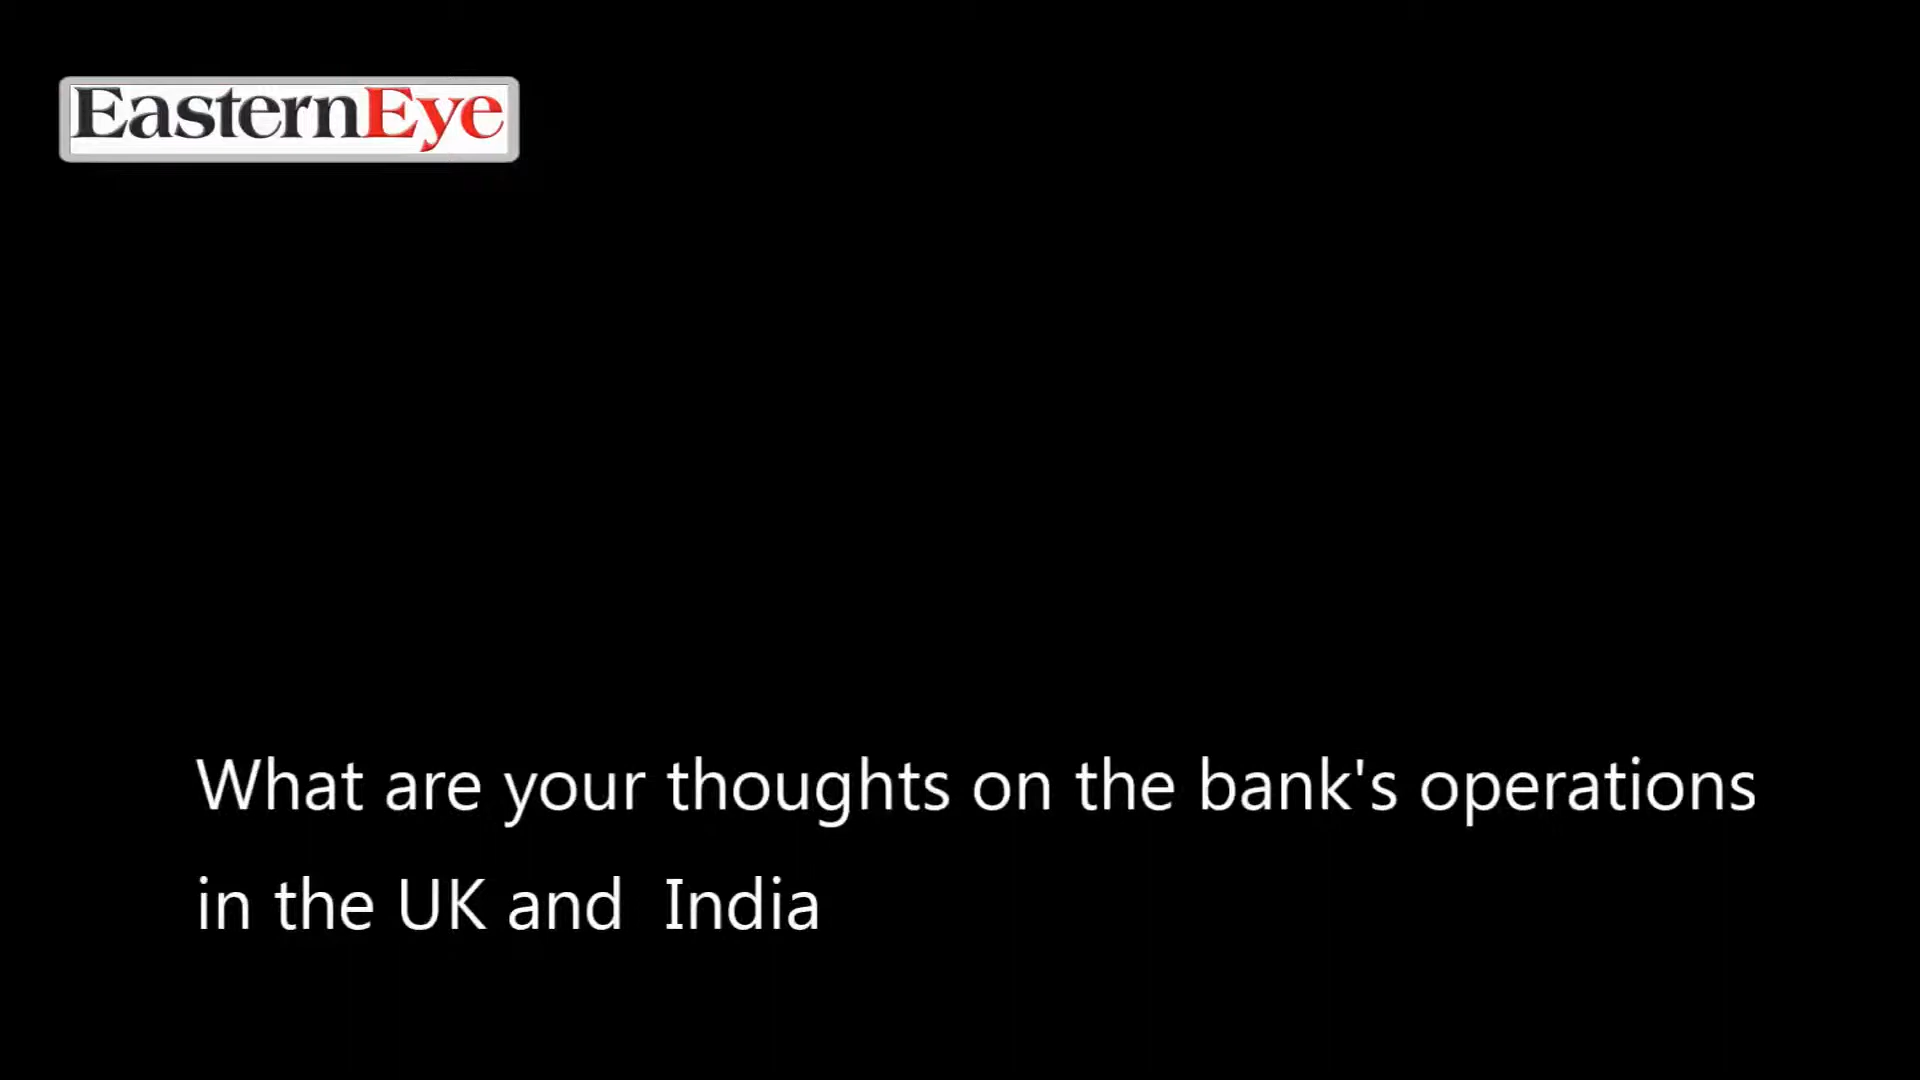 EasternEye
What are your thoughts on the bank's operations
in the UK and  India